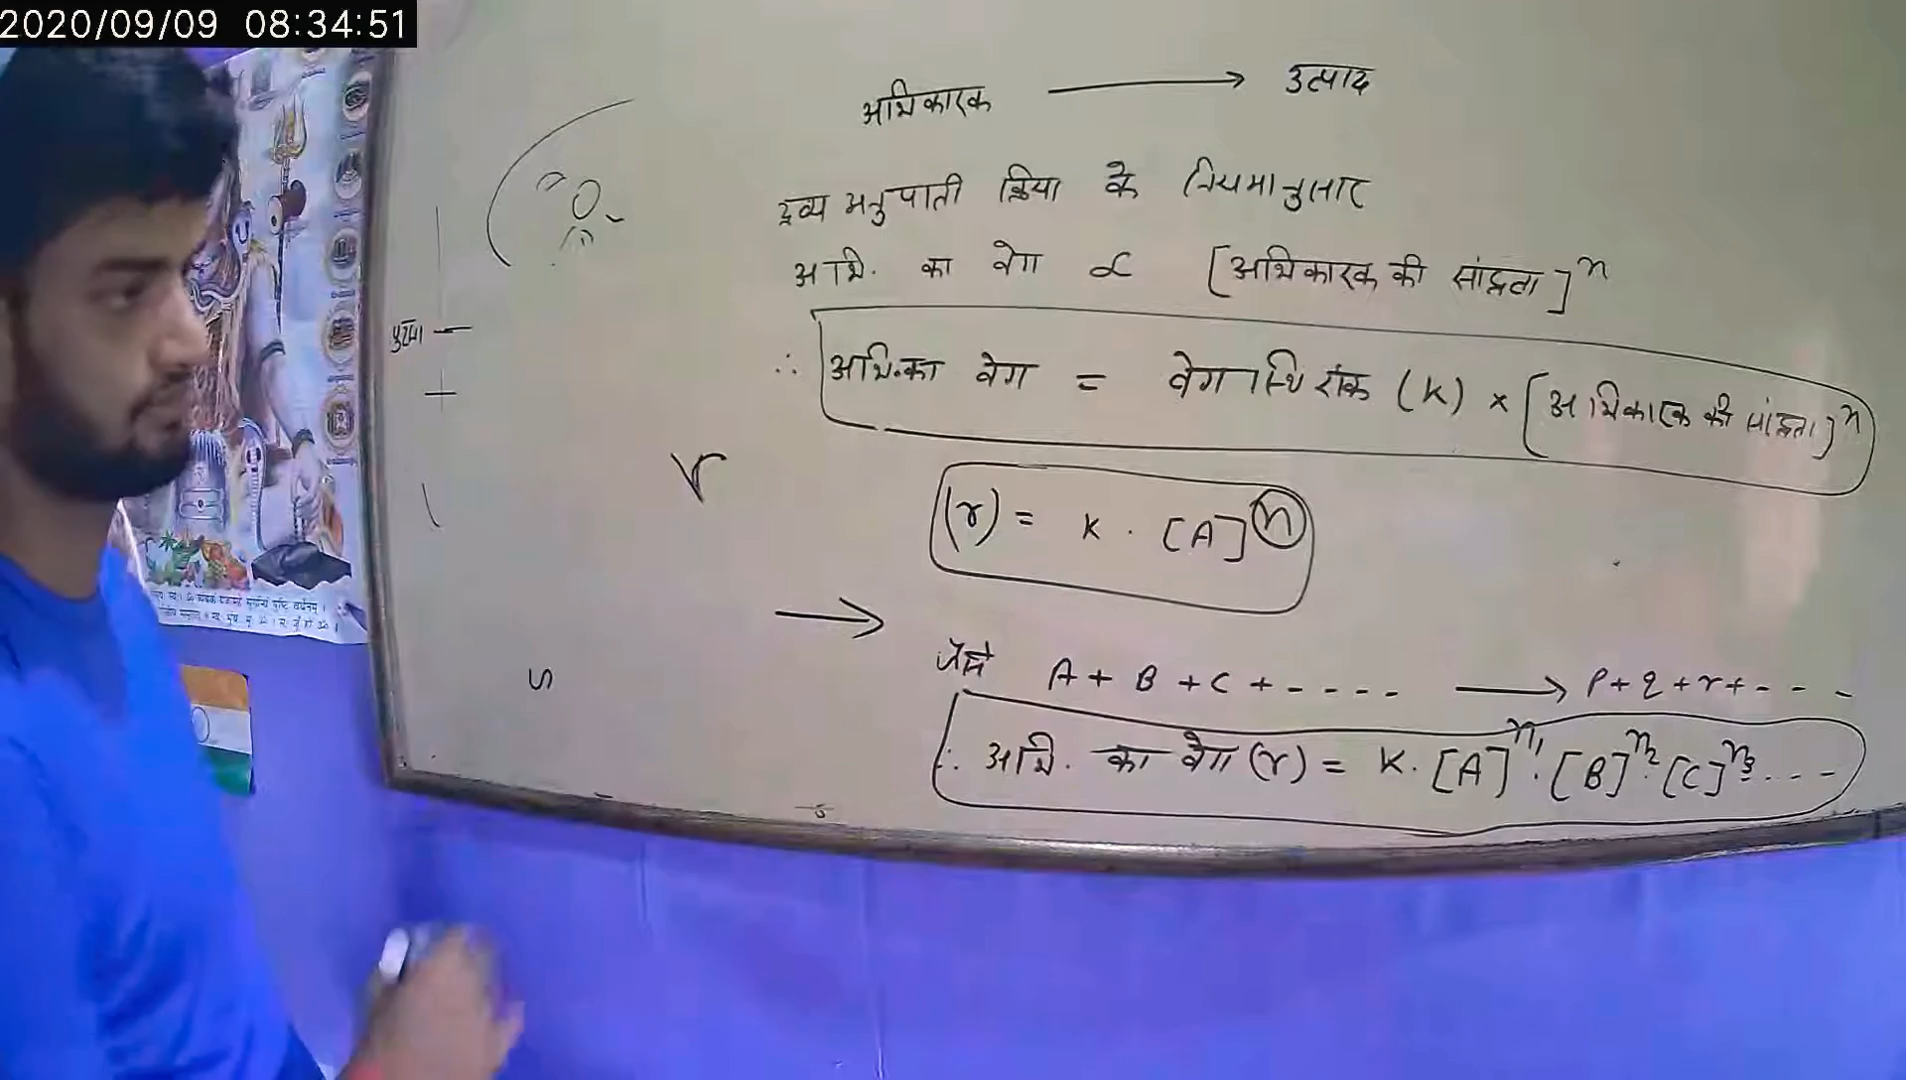 2020/09/09 08:34:51
अभिकारक → उत्पाद
द्रव्य अनुपाती क्रिया के नियमानुसार
अभि. का वेग ∝ [अभिकारक की सांद्रता]ⁿ
∴ अभि.का वेग = वेग स्थिरांक (k) × [अभिकारक की सांद्रता]ⁿ
r
(r) = k . [A]ⁿ
→
जैसे A + B + C + - - - - → P + q + r + - - -
∴ अभि. का वेग (r) = k. [A]ⁿ¹. [B]ⁿ². [C]ⁿ³ - - - -